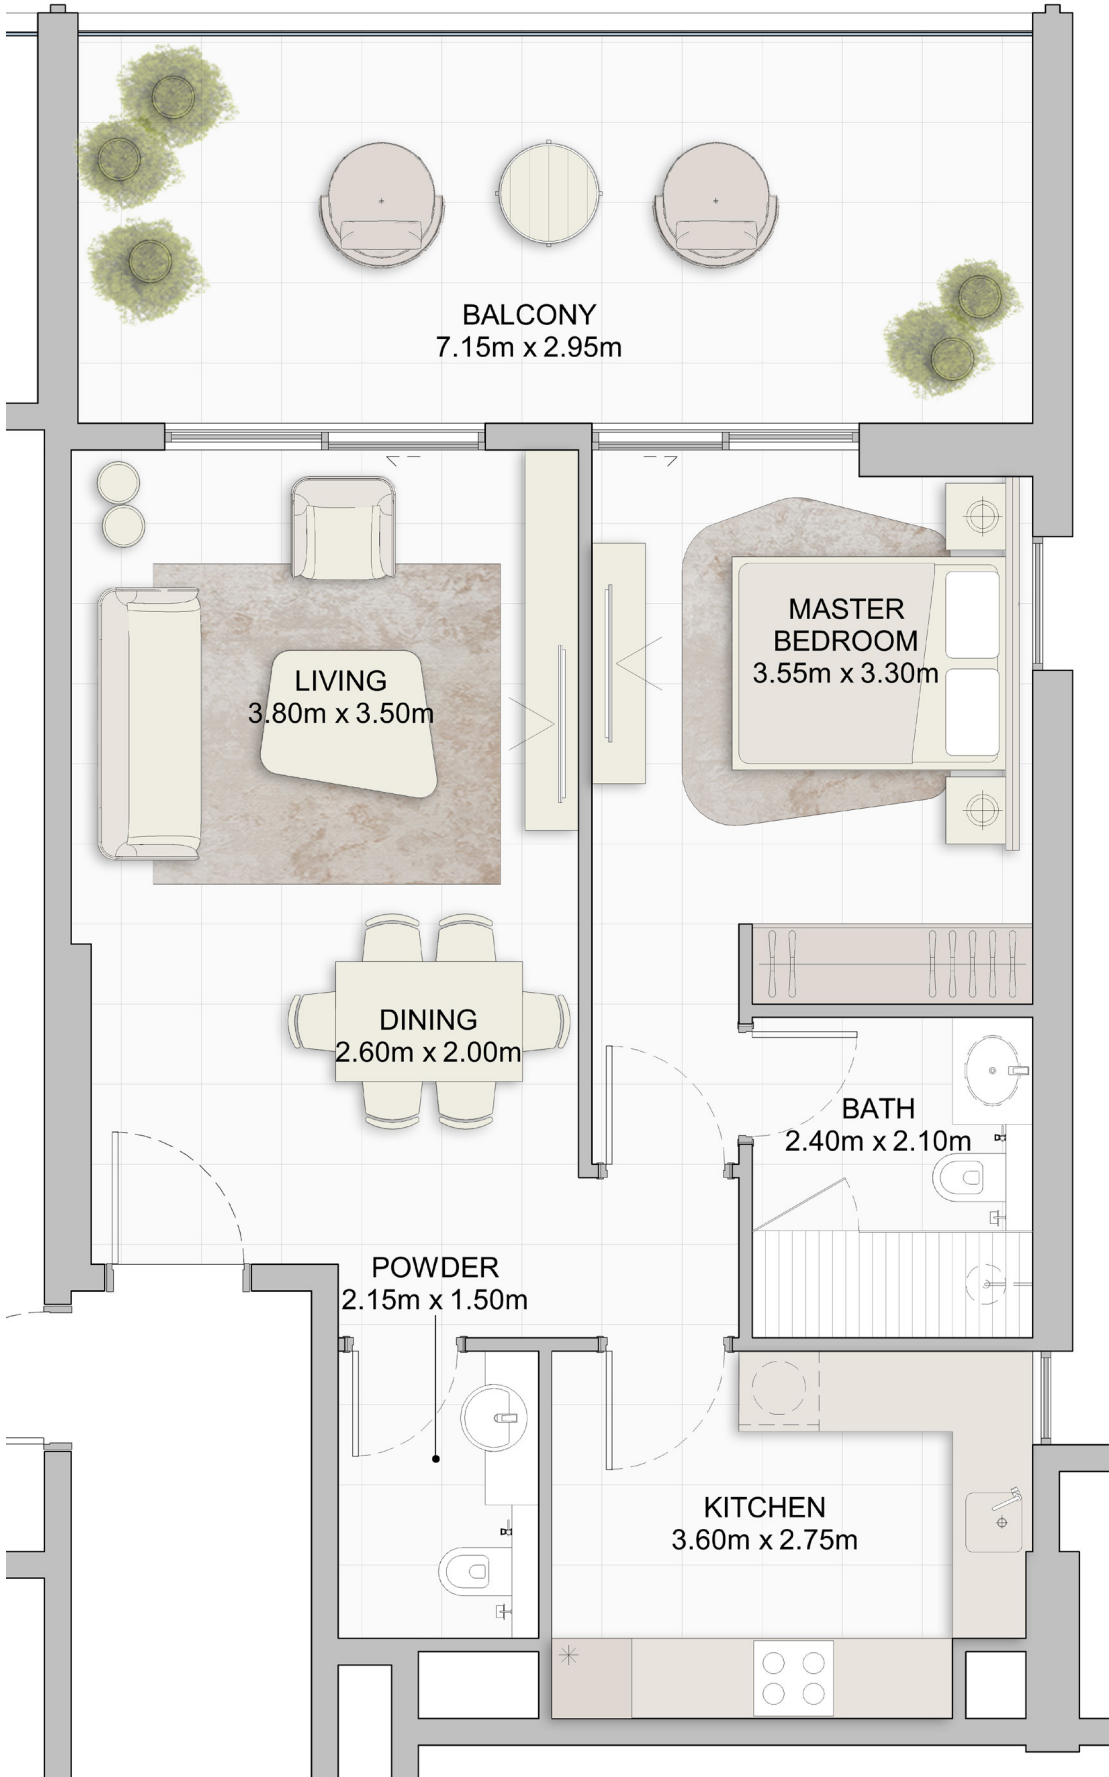 BALCONY
7.15m x 2.95m
MASTER
BEDROOM
3.55m x 3.30m
LIVING
3.80m x 3.50m
DINING
2.60m x 2.00m
BATH
2.40m x 2.10m
POWDER
2.15m x 1.50m
KITCHEN
3.60m x 2.75m